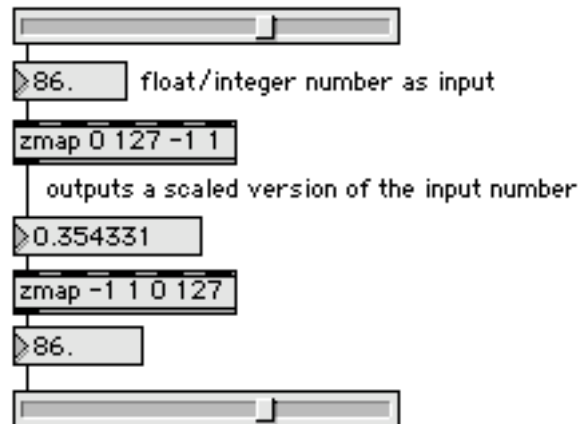 86.
float/integer number as input
zmap 0 127 -1 1
outputs a scaled version of the input number
0.354331
zmap -1 1 0 127
86.